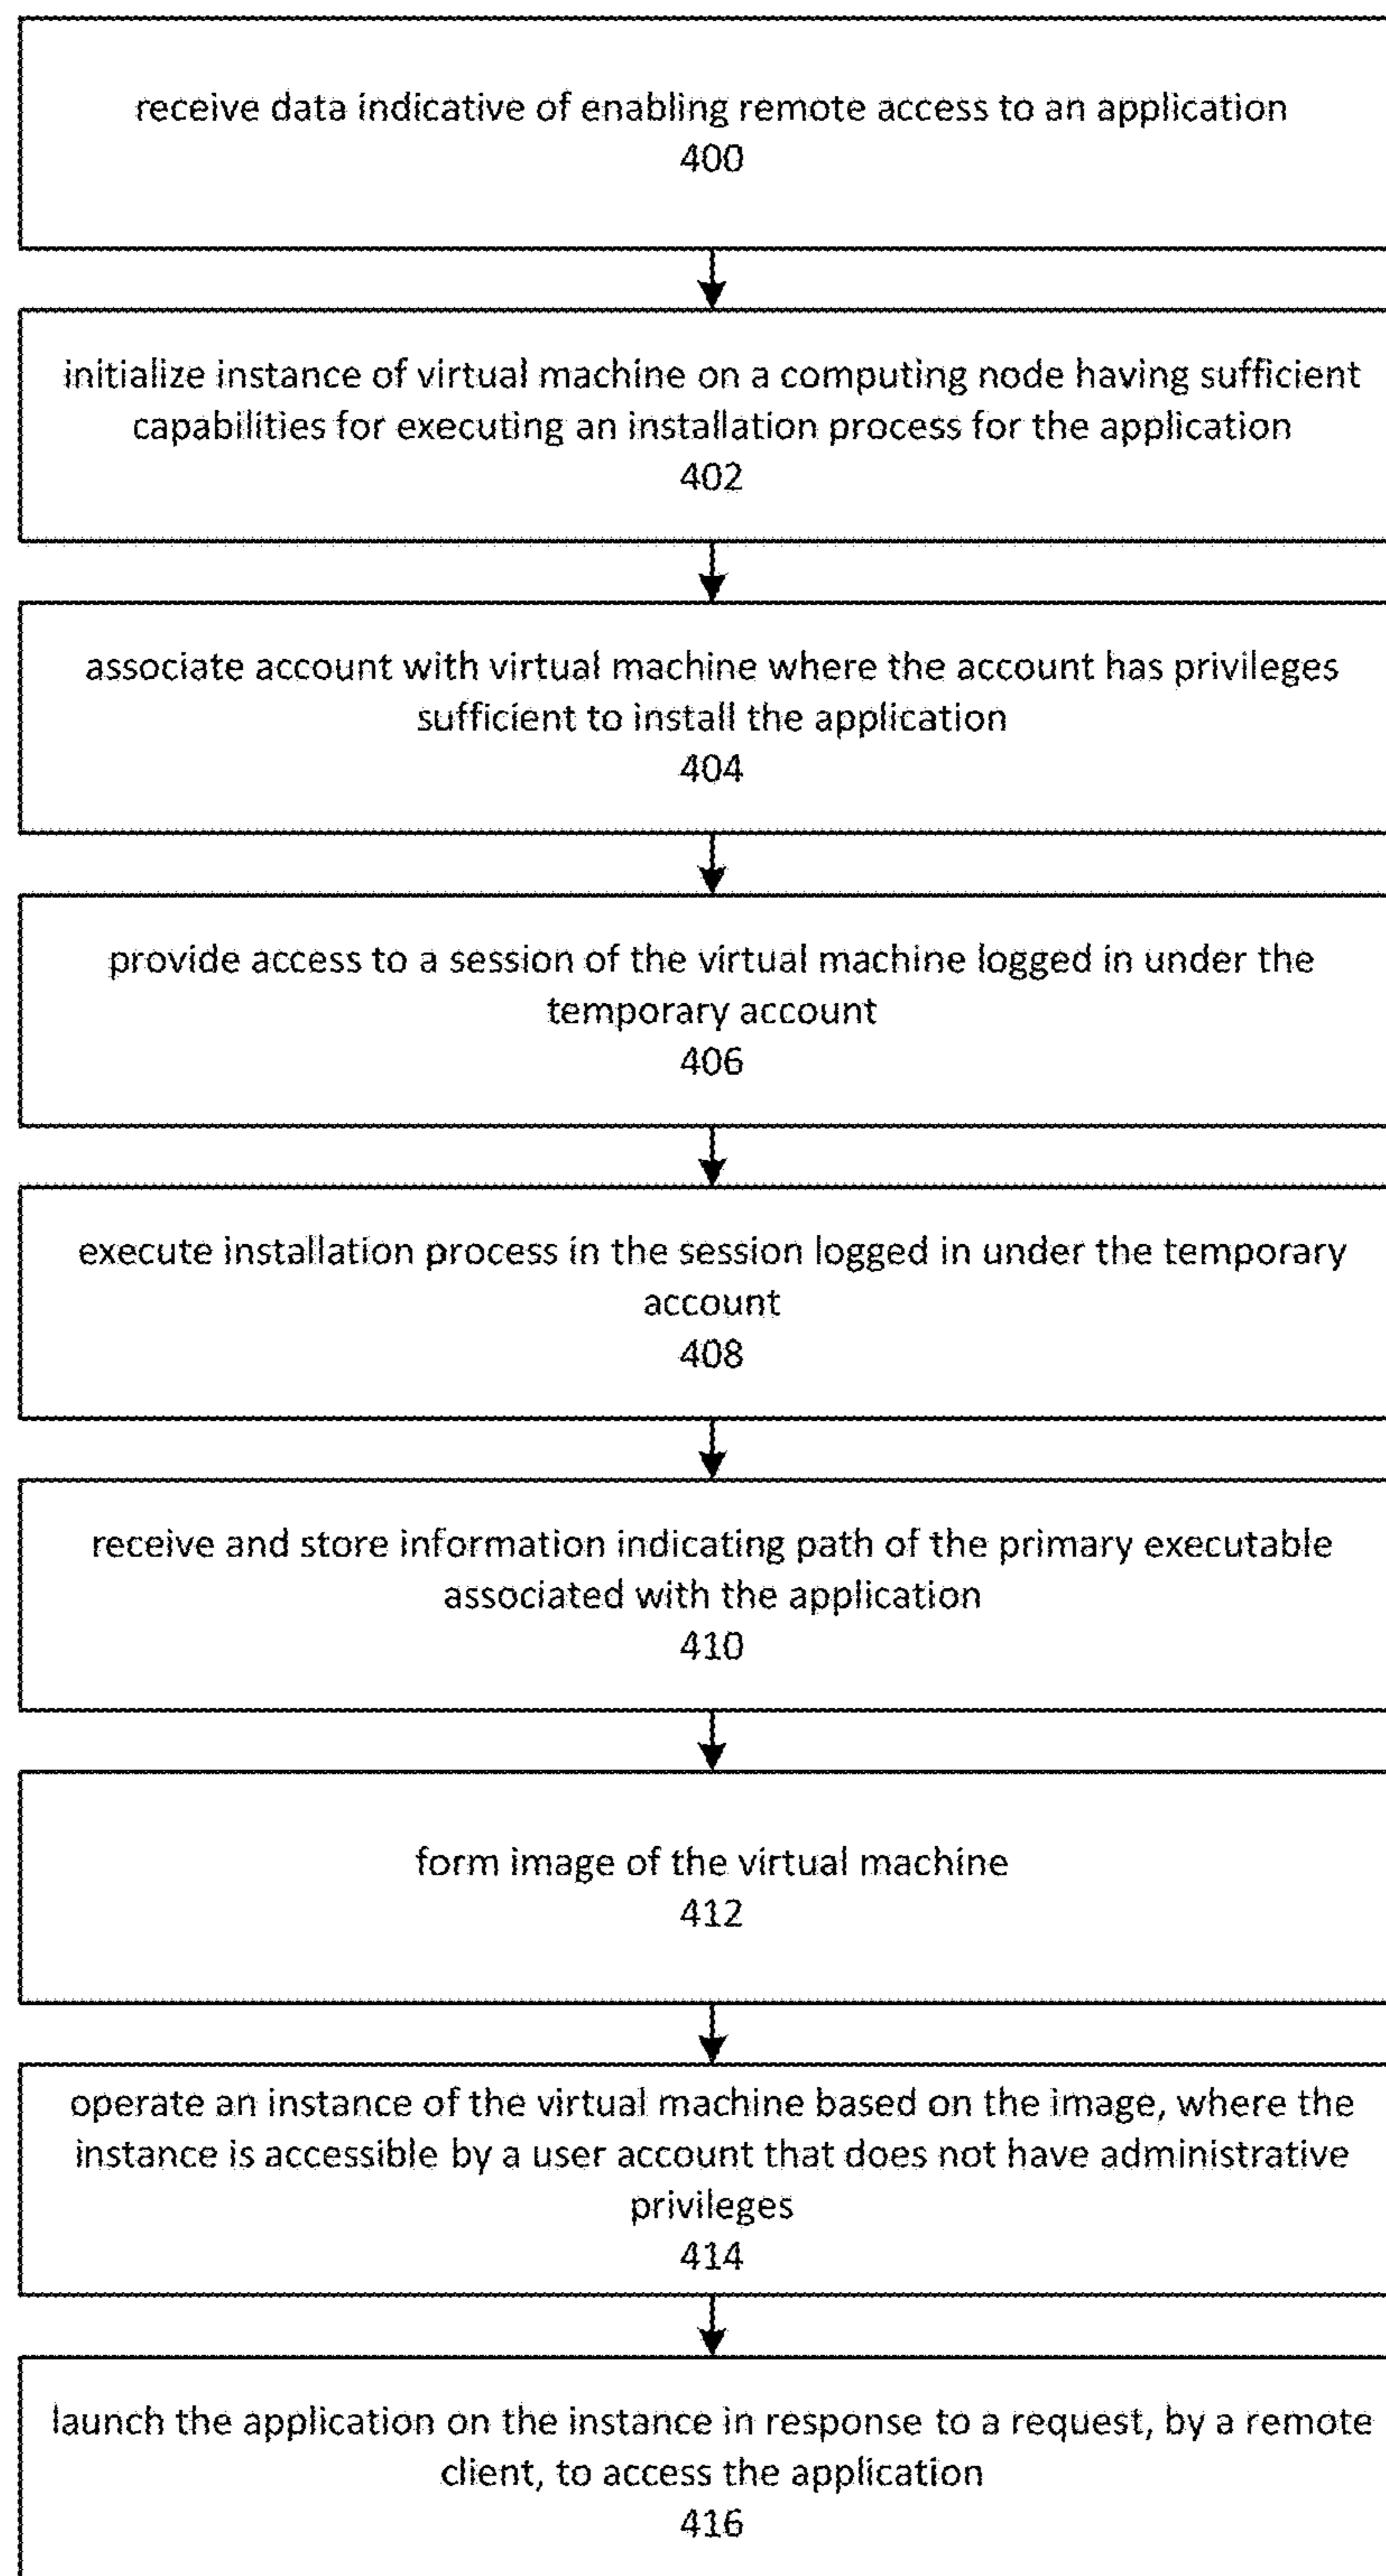 receive data indicative of enabling remote access to an application
400
initialize instance of virtual machine on a computing node having sufficient
capabilities for executing an installation process for the application
402
associate account with virtual machine where the account has privileges
sufficient to install the application
404
provide access to a session of the virtual machine logged in under the
temporary account
406
execute installation process in the session logged in under the temporary
account
408
receive and store information indicating path of the primary executable
associated with the application
410
form image of the virtual machine
412
operate an instance of the virtual machine based on the image, where the
instance is accessible by a user account that does not have administrative
privileges
414
launch the application on the instance in response to a request, by a remote
client, to access the application
416